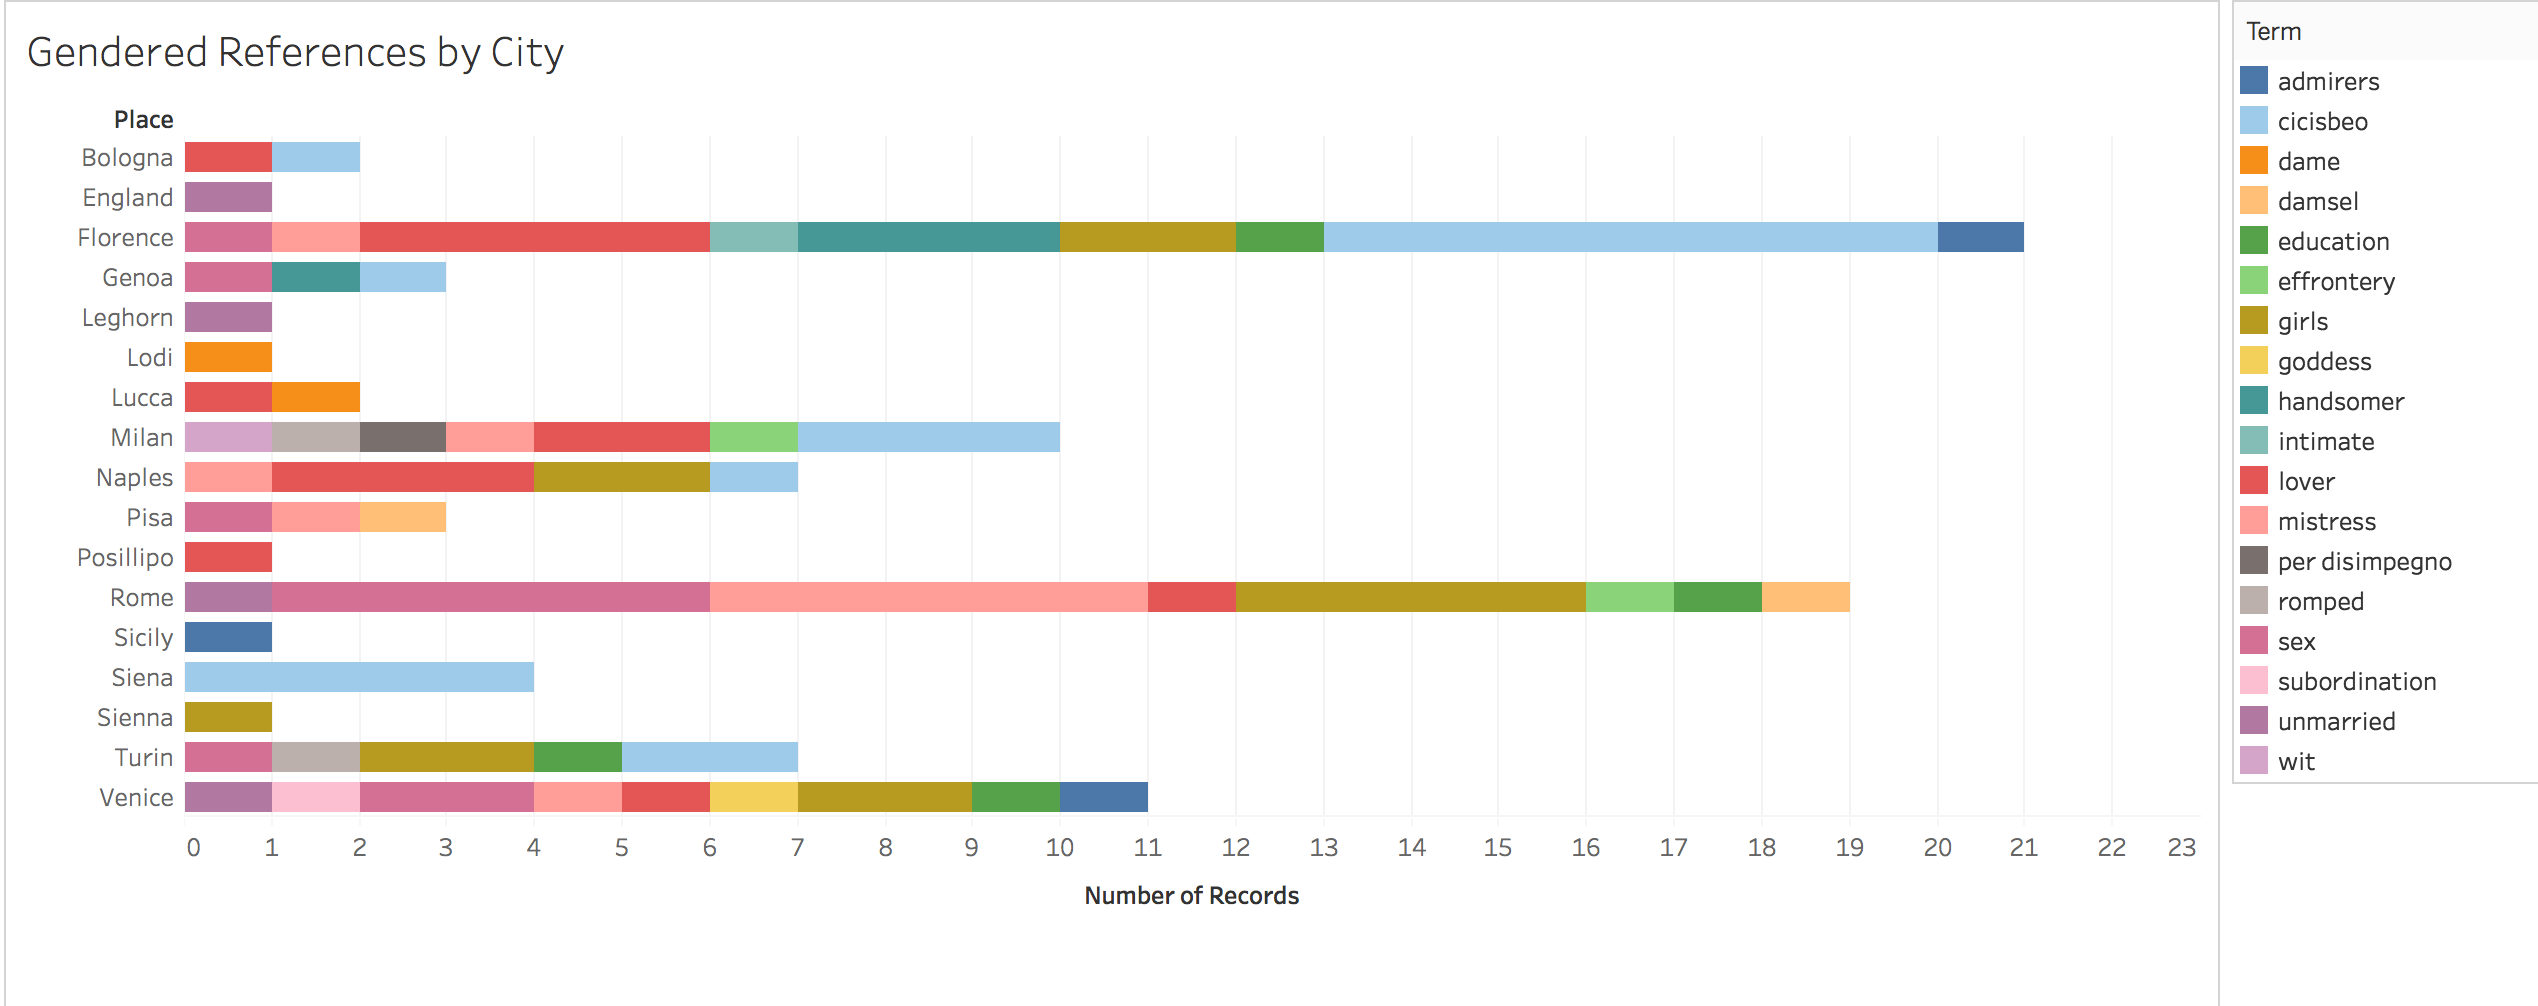 Gendered References by City
Place
Bologna
England
Florence
Genoa
Leghorn
Lodi
Lucca
Milan
Naples
Pisa
Posillipo
Rome
Sicily
Siena
Sienna
Turin
Venice
0 1 2 3 4 5 6 7 8 9 10 11 12 13 14 15 16 17 18 19 20 21 22 23
Number of Records
Term
admirers
cicisbeo
dame
damsel
education
effrontery
girls
goddess
handsomer
intimate
lover
mistress
per disimpegno
romped
sex
subordination
unmarried
wit